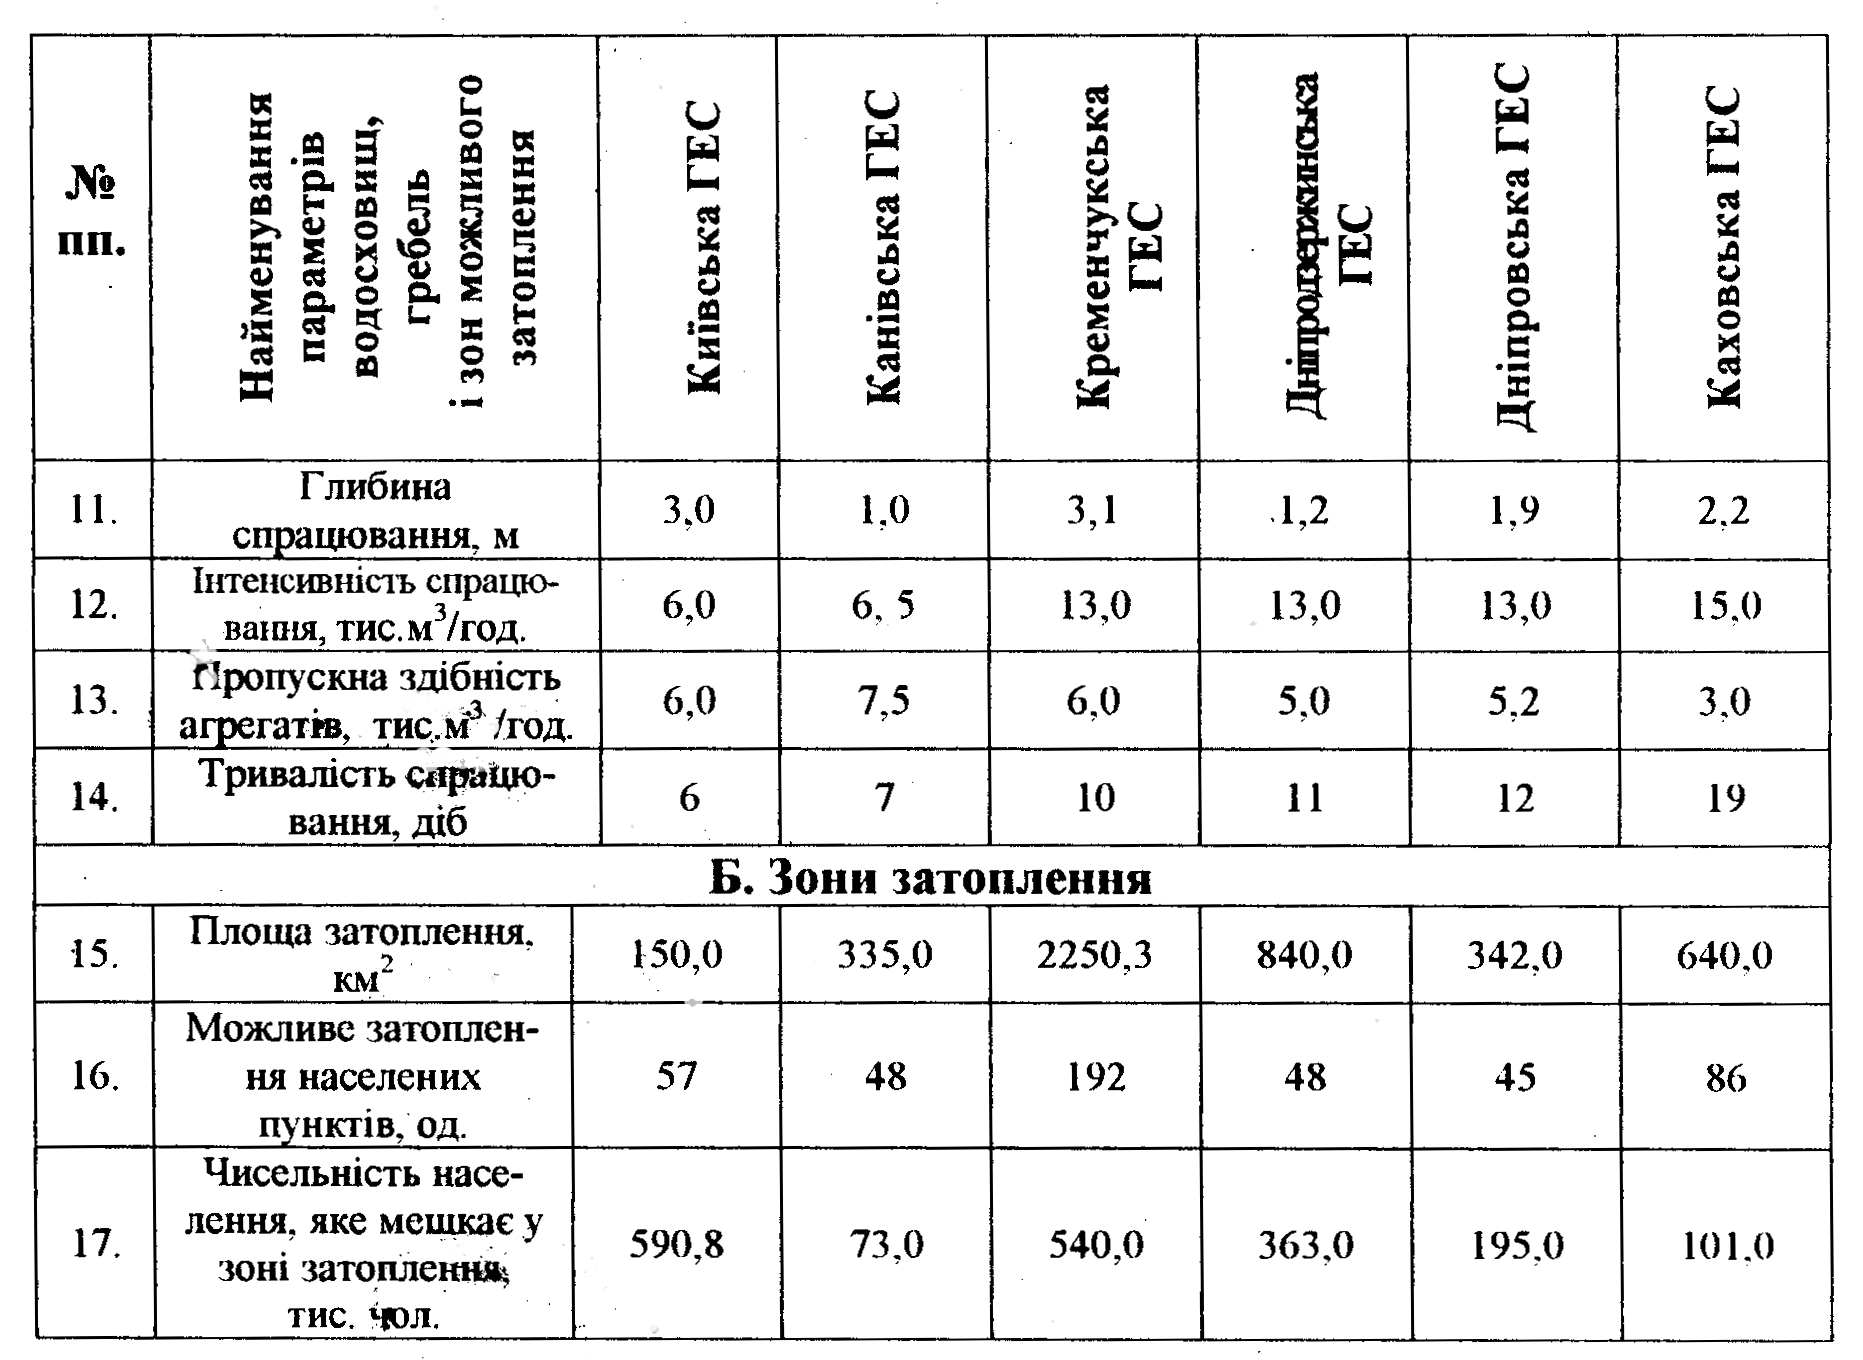 №
пп.
Найменування
параметрів
водосховищ,
гребель
і зон можливого
затоплення
Київська ГЕС
Канівська ГЕС
Кременчукська
ГЕС
Дніпродзержинська
ГЕС
Дніпровська ГЕС
Каховська ГЕС
11.
Глибина
спрацювання, м
3,0
1,0
3,1
1,2
1,9
2,2
12.
Інтенсивність спрацю-
вання, тис.м³/год.
6,0
6, 5
13,0
13,0
13,0
15,0
13.
Пропускна здібність
агрегатів, тис.м³ /год.
6,0
7,5
6,0
5,0
5,2
3,0
14.
Тривалість спрацю-
вання, діб
6
7
10
11
12
19
Б. Зони затоплення
15.
Площа затоплення,
км²
150,0
335,0
2250,3
840,0
342,0
640,0
16.
Можливе затоплен-
ня населених
пунктів, од.
57
48
192
48
45
86
17.
Чисельність насе-
лення, яке мешкає у
зоні затоплення,
тис. чол.
590,8
73,0
540,0
363,0
195,0
101,0